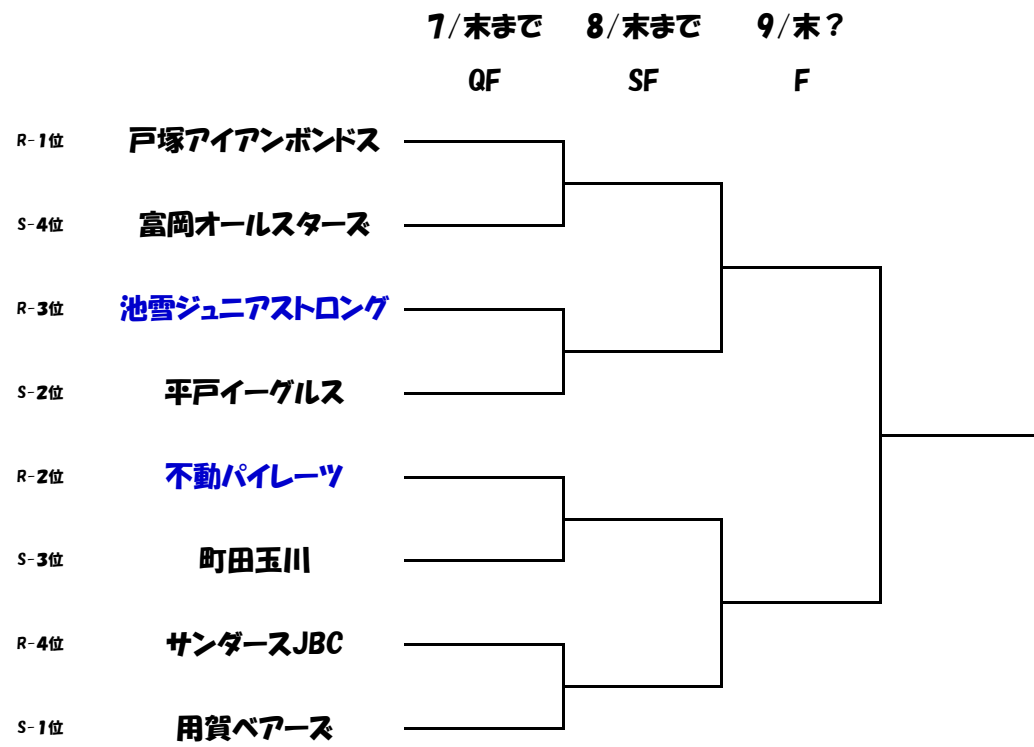 7/末まで 8/末まで 9/末？
QF SF F
R-1位 戸塚アイアンボンドス
S-4位 富岡オールスターズ
R-3位 池雪ジュニアストロング
S-2位 平戸イーグルス
R-2位 不動パイレーツ
S-3位 町田玉川
R-4位 サンダースJBC
S-1位 用賀ベアーズ